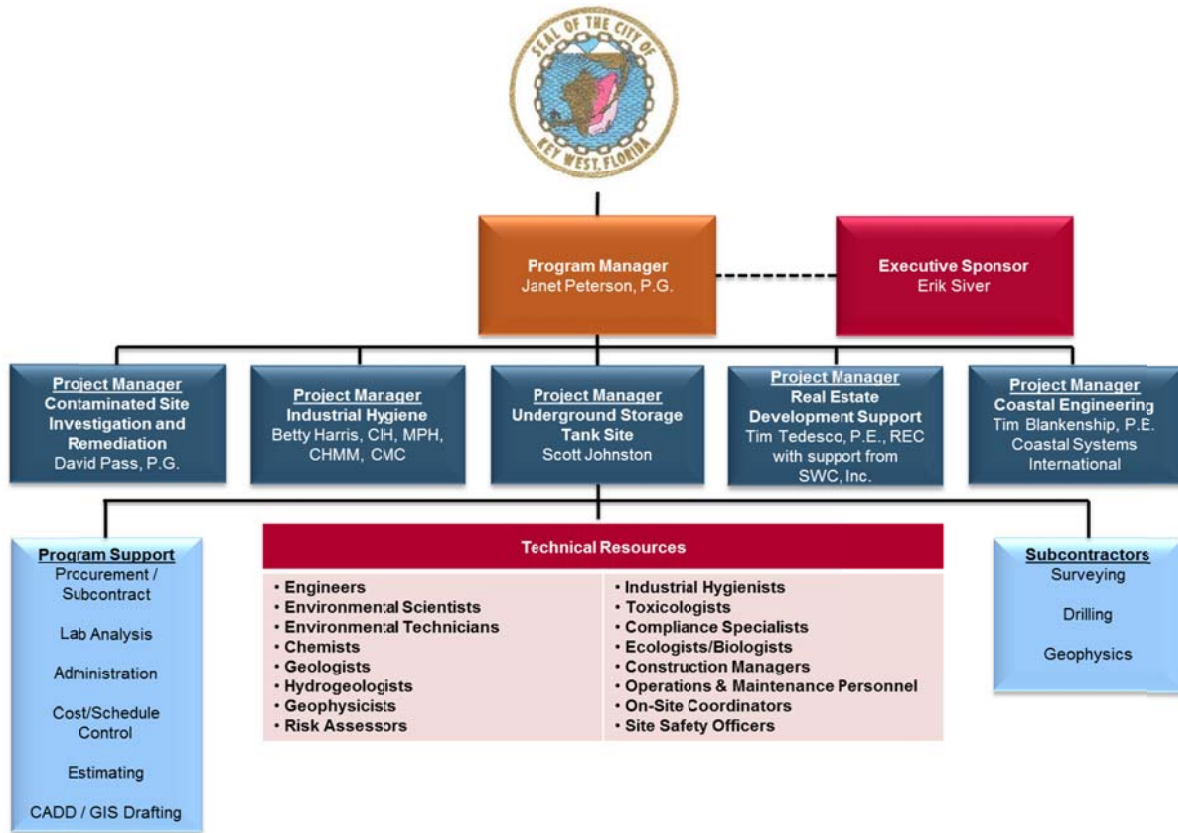 SEAL OF THE CITY OF
KEY WEST, FLORIDA
Program Manager
Janet Peterson, P.G.
Executive Sponsor
Erik Siver
Project Manager
Contaminated Site
Investigation and
Remediation
David Pass, P.G.
Project Manager
Industrial Hygiene
Betty Harris, CIH, MPH,
CHMM, CMC
Project Manager
Underground Storage
Tank Site
Scott Johnston
Project Manager
Real Estate
Development Support
Tim Tedesco, P.E., REC
with support from
SWC, Inc.
Project Manager
Coastal Engineering
Tim Blankenship, P.E.
Coastal Systems
International
Program Support
Procurement /
Subcontract
Lab Analysis
Administration
Cost/Schedule
Control
Estimating
CADD / GIS Drafting
Technical Resources
• Engineers
• Environmental Scientists
• Environmental Technicians
• Chemists
• Geologists
• Hydrogeologists
• Geophysicists
• Risk Assessors
• Industrial Hygienists
• Toxicologists
• Compliance Specialists
• Ecologists/Biologists
• Construction Managers
• Operations & Maintenance Personnel
• On-Site Coordinators
• Site Safety Officers
Subcontractors
Surveying
Drilling
Geophysics